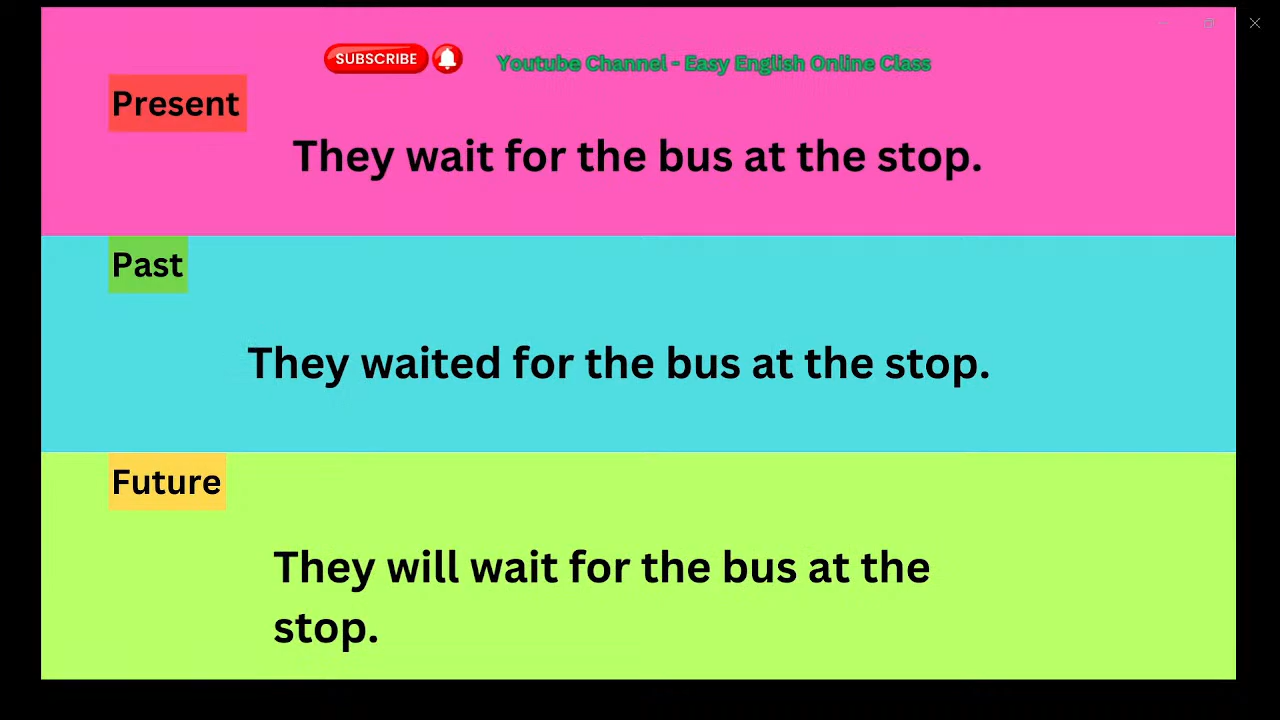 SUBSCRIBE
Youtube Channel - Easy English Online Class
Present
They wait for the bus at the stop.
Past
They waited for the bus at the stop.
Future
They will wait for the bus at the
stop.